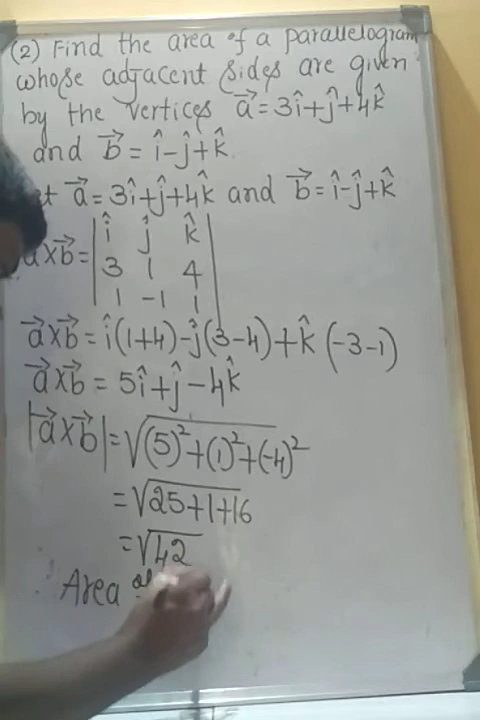 (2) Find the area of a parallelogram
whose adjacent sides are given
by the vertices a⃗ = 3î+ĵ+4k̂
and b⃗ = î-ĵ+k̂
a⃗ = 3î+ĵ+4k̂ and b⃗ = î-ĵ+k̂
a⃗×b⃗ = | î ĵ k̂ |
| 3 1 4 |
| 1 -1 1 |
a⃗×b⃗ = î(1+4)-ĵ(3-4)+k̂(-3-1)
a⃗×b⃗ = 5î+ĵ-4k̂
|a⃗×b⃗| = √(5)²+(1)²+(-4)²
= √25+1+16
= √42
∴ Area of